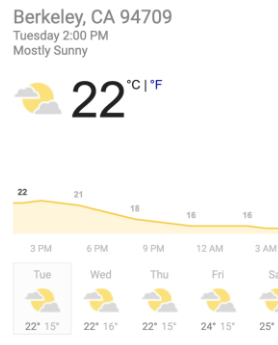 Berkeley, CA 94709
Tuesday 2:00 PM
Mostly Sunny
22 °C | °F
22 21 18 16 16
3 PM 6 PM 9 PM 12 AM 3 AM
Tue Wed Thu Fri Sa
22° 15° 22° 16° 22° 15° 24° 15° 25°